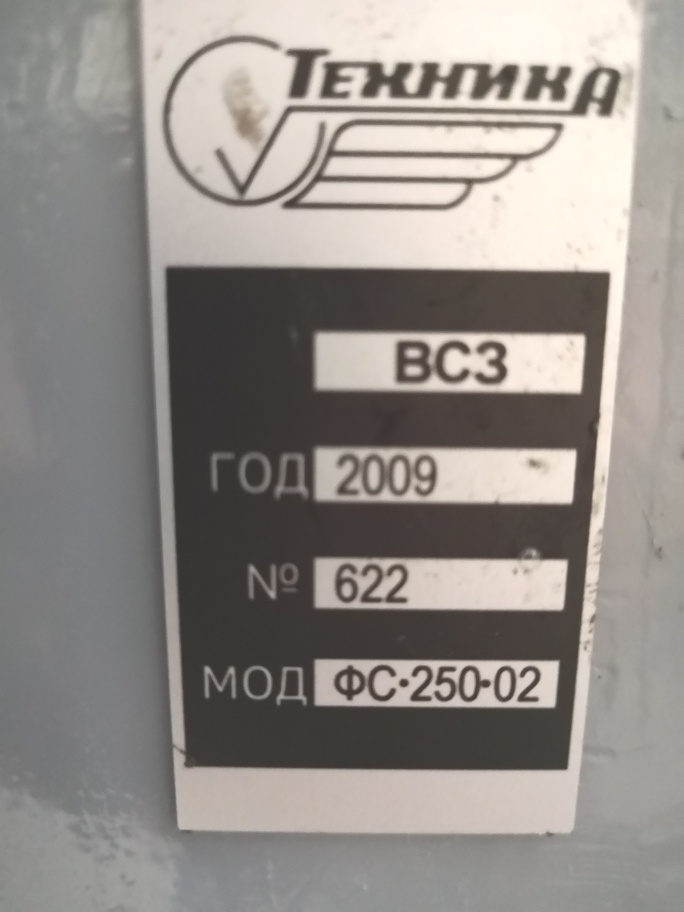 ТЕХНИКА
ВСЗ
ГОД 2009
№ 622
МОД ФС·250·02